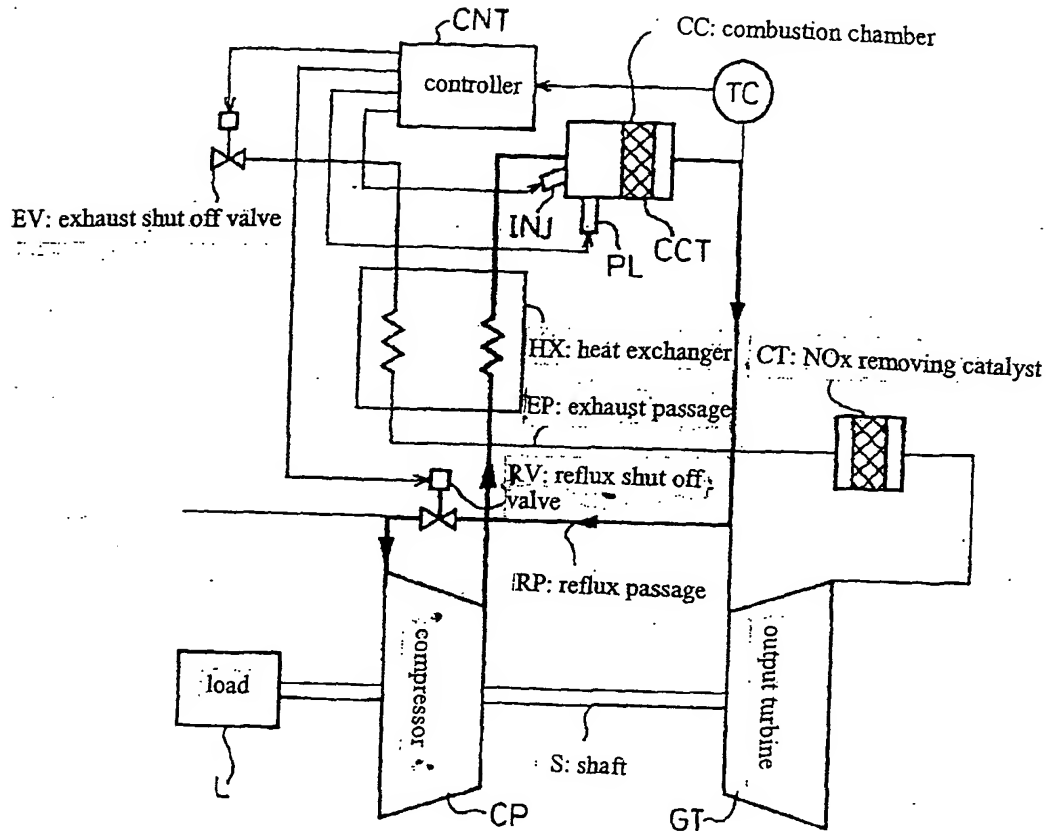 CNT
CC: combustion chamber
controller
TC
EV: exhaust shut off valve
INJ
PL
CCT
HX: heat exchanger
CT: NOx removing catalyst
EP: exhaust passage
RV: reflux shut off
valve
RP: reflux passage
compressor
output turbine
load
S: shaft
L
CP
GT